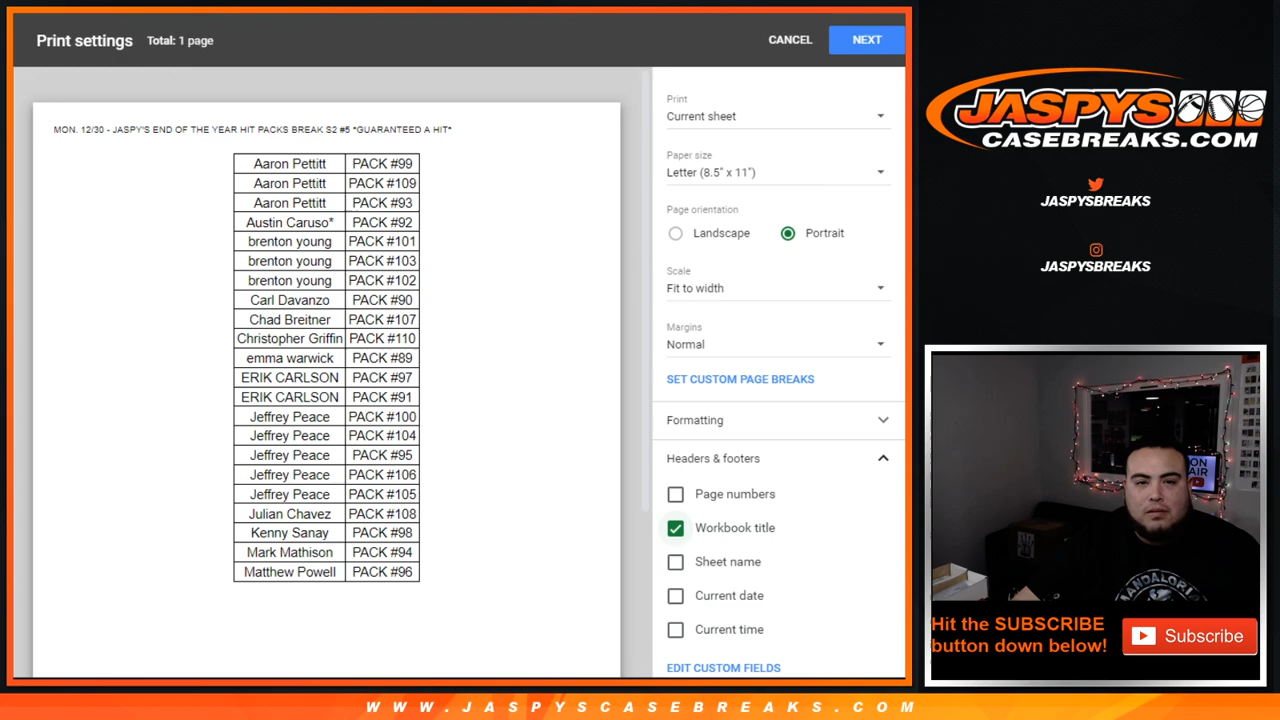 Print settings Total: 1 page CANCEL NEXT
MON. 12/30 - JASPY'S END OF THE YEAR HIT PACKS BREAK S2 #5 *GUARANTEED A HIT*
Aaron Pettitt PACK #99
Aaron Pettitt PACK #109
Aaron Pettitt PACK #93
Austin Caruso* PACK #92
brenton young PACK #101
brenton young PACK #103
brenton young PACK #102
Carl Davanzo PACK #90
Chad Breitner PACK #107
Christopher Griffin PACK #110
emma warwick PACK #89
ERIK CARLSON PACK #97
ERIK CARLSON PACK #91
Jeffrey Peace PACK #100
Jeffrey Peace PACK #104
Jeffrey Peace PACK #95
Jeffrey Peace PACK #106
Jeffrey Peace PACK #105
Julian Chavez PACK #108
Kenny Sanay PACK #98
Mark Mathison PACK #94
Matthew Powell PACK #96
Print
Current sheet
Paper size
Letter (8.5" x 11")
Page orientation
Landscape Portrait
Scale
Fit to width
Margins
Normal
SET CUSTOM PAGE BREAKS
Formatting
Headers & footers
Page numbers
Workbook title
Sheet name
Current date
Current time
EDIT CUSTOM FIELDS
JASPYS
CASEBREAKS.COM
JASPYSBREAKS
JASPYSBREAKS
ON
AIR
MANDALORIA
Hit the SUBSCRIBE
button down below!
Subscribe
WWW.JASPYSCASEBREAKS.COM